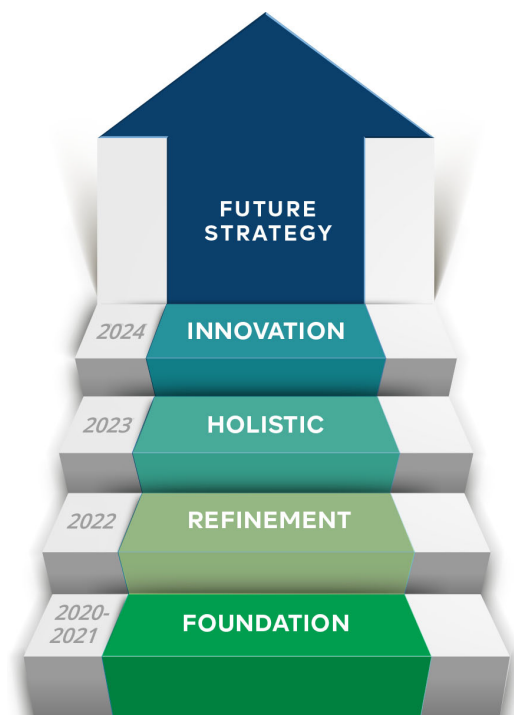 FUTURE
STRATEGY
2024 INNOVATION
2023 HOLISTIC
2022 REFINEMENT
2020-
2021
FOUNDATION